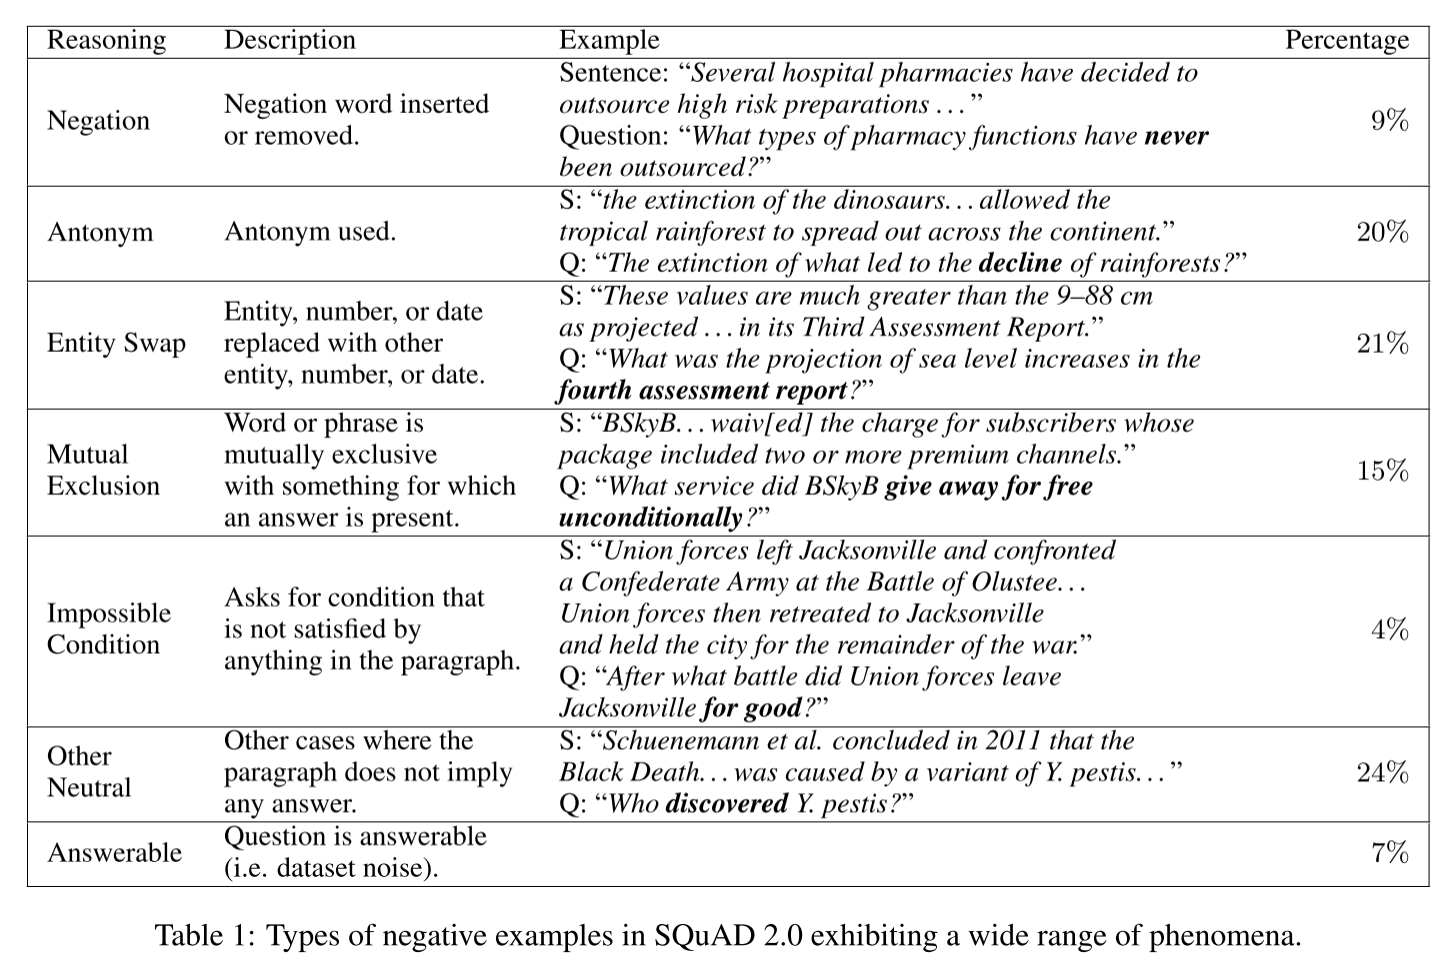 Reasoning Description Example Percentage
Negation
Negation word inserted
or removed.
Sentence: “Several hospital pharmacies have decided to
outsource high risk preparations . . . ”
Question: “What types of pharmacy functions have never
been outsourced?”
9%
Antonym
Antonym used.
S: “the extinction of the dinosaurs. . . allowed the
tropical rainforest to spread out across the continent.”
Q: “The extinction of what led to the decline of rainforests?”
20%
Entity Swap
Entity, number, or date
replaced with other
entity, number, or date.
S: “These values are much greater than the 9–88 cm
as projected . . . in its Third Assessment Report.”
Q: “What was the projection of sea level increases in the
fourth assessment report?”
21%
Mutual
Exclusion
Word or phrase is
mutually exclusive
with something for which
an answer is present.
S: “BSkyB. . . waiv[ed] the charge for subscribers whose
package included two or more premium channels.”
Q: “What service did BSkyB give away for free
unconditionally?”
15%
Impossible
Condition
Asks for condition that
is not satisfied by
anything in the paragraph.
S: “Union forces left Jacksonville and confronted
a Confederate Army at the Battle of Olustee. . .
Union forces then retreated to Jacksonville
and held the city for the remainder of the war.”
Q: “After what battle did Union forces leave
Jacksonville for good?”
4%
Other
Neutral
Other cases where the
paragraph does not imply
any answer.
S: “Schuenemann et al. concluded in 2011 that the
Black Death. . . was caused by a variant of Y. pestis. . . ”
Q: “Who discovered Y. pestis?”
24%
Answerable
Question is answerable
(i.e. dataset noise).
7%
Table 1: Types of negative examples in SQuAD 2.0 exhibiting a wide range of phenomena.